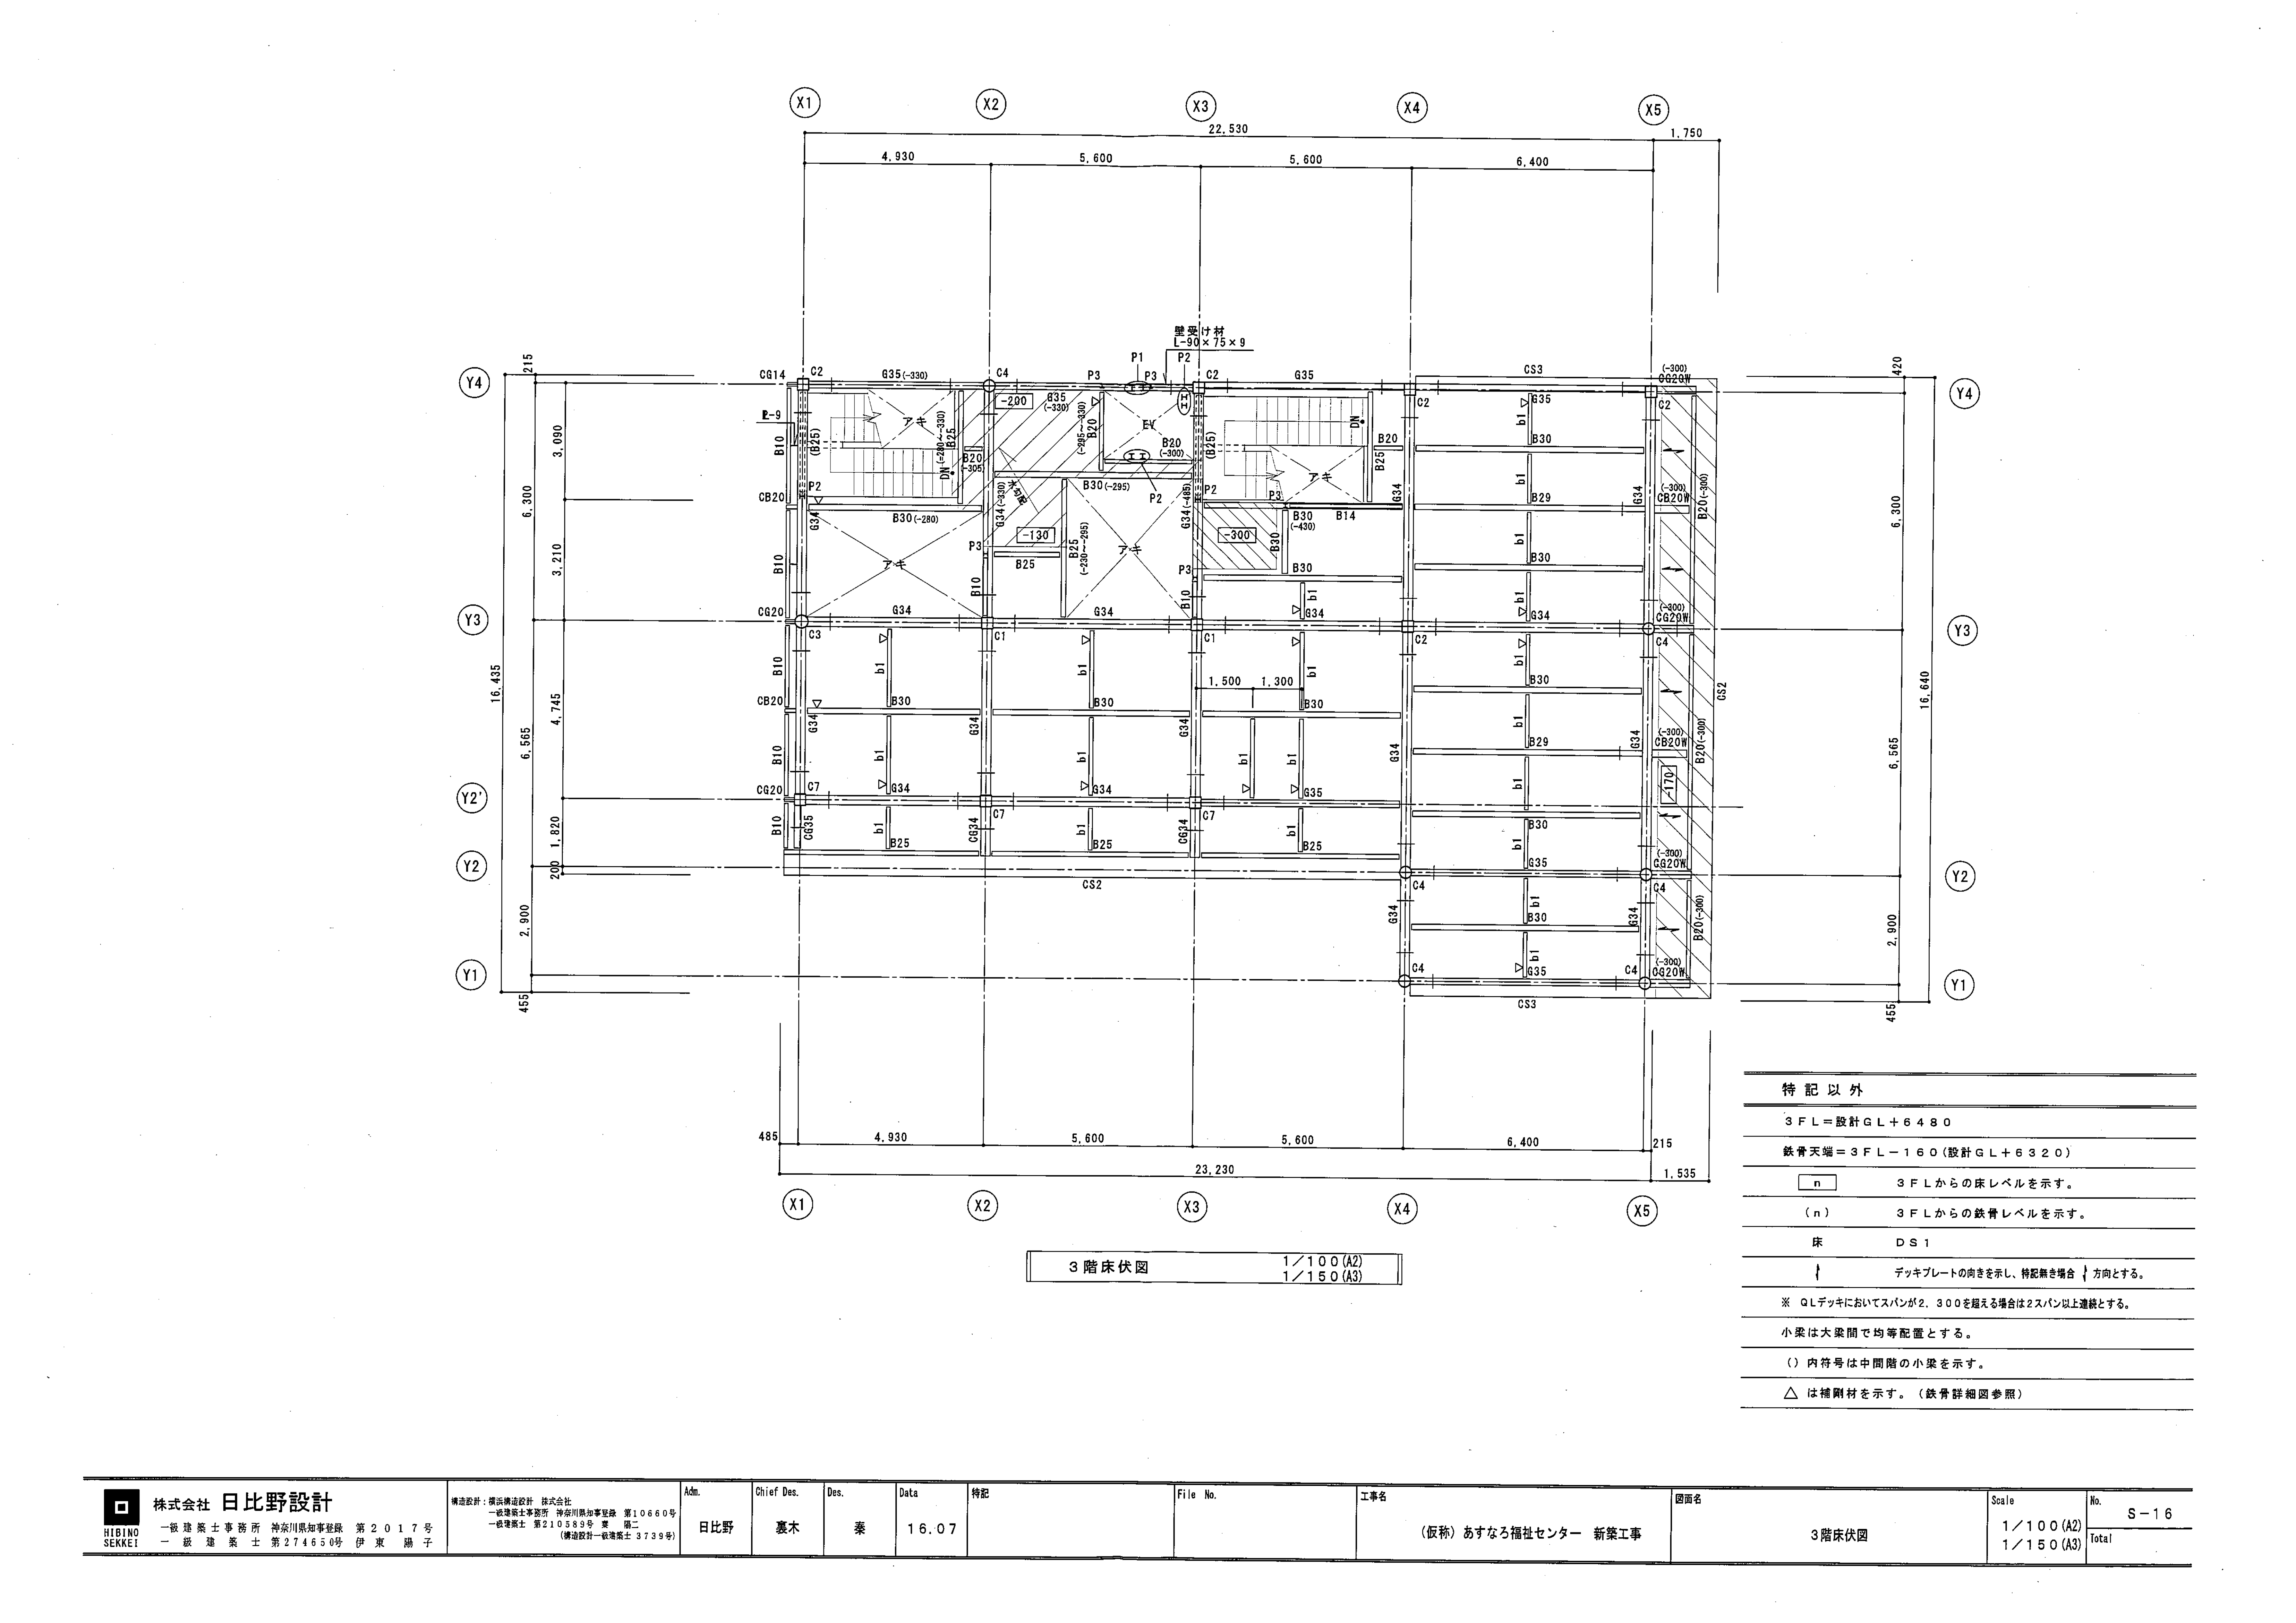 X1
X2
X3
X4
X5
22,530
1,750
4,930
5,600
5,600
6,400
壁受け材
L-90×75×9
P1
P2
215
Y4
CG14
C2
G35(-330)
C4
P3
P3
C2
G35
CS3
(-300)
CG20W
420
Y4
-200
G35
(-330)
C2
G35
C2
アキ
EV
DN
b1
B10
(B25)
(-280~-330)
B25
(-295~-330)
B20
B20
(-300)
(B25)
B20
B25
B30
3,090
DN
B20
(-305)
水勾配
アキ
b1
B20(-300)
CB20
P2
B30(-295)
P2
P2
P3
G34
B29
G34
(-300)
CB20W
6,300
G34
B30(-280)
G34(-330)
-130
G34(-485)
B30
(-430)
B14
-300
6,300
3,210
B10
アキ
P3
B25
B25
(-230~-295)
アキ
B30
P3
B30
b1
B30
B10
B10
b1
b1
Y3
CG20
G34
G34
G34
G34
(-300)
CG20W
Y3
C3
C1
C1
C2
C4
B10
b1
b1
b1
b1
16,435
1,500
1,300
B30
CS2
16,640
CB20
B30
B30
B30
4,745
G34
G34
G34
b1
B20(-300)
6,565
B10
b1
b1
b1
b1
G34
B29
G34
(-300)
CB20W
6,565
b1
-170
Y2'
CG20
C7
G34
G34
G35
C7
C7
B10
CG35
b1
CG34
b1
CG34
b1
B30
1,820
B25
B25
B25
b1
G35
(-300)
CG20W
Y2
200
CS2
C4
C4
Y2
2,900
G34
b1
B30
G34
B20(-300)
2,900
Y1
C4
b1
G35
C4
(-300)
CG20W
Y1
455
CS3
455
485
4,930
5,600
5,600
6,400
215
23,230
1,535
X1
X2
X3
X4
X5
3階床伏図
1/100(A2)
1/150(A3)
特記以外
3FL=設計GL+6480
鉄骨天端=3FL-160(設計GL+6320)
n 3FLからの床レベルを示す。
(n) 3FLからの鉄骨レベルを示す。
床 DS1
デッキプレートの向きを示し、特記無き場合 方向とする。
※ QLデッキにおいてスパンが2,300を超える場合は2スパン以上連続とする。
小梁は大梁間で均等配置とする。
()内符号は中間階の小梁を示す。
△は補剛材を示す。(鉄骨詳細図参照)
HIBINO
SEKKEI
株式会社 日比野設計
一級建築士事務所 神奈川県知事登録 第2017号
一級建築士 第274650号 伊東 陽子
構造設計:横浜構造設計 株式会社
一級建築士事務所 神奈川県知事登録 第10660号
一級建築士 第210589号
(構造設計一級建築士 3739号)
Adm.
日比野
Chief Des.
裏木
Des.
秦
Data
16.07
特記
File No.
工事名
(仮称)あすなろ福祉センター 新築工事
図面名
3階床伏図
Scale
1/100(A2)
1/150(A3)
No.
S-16
Total